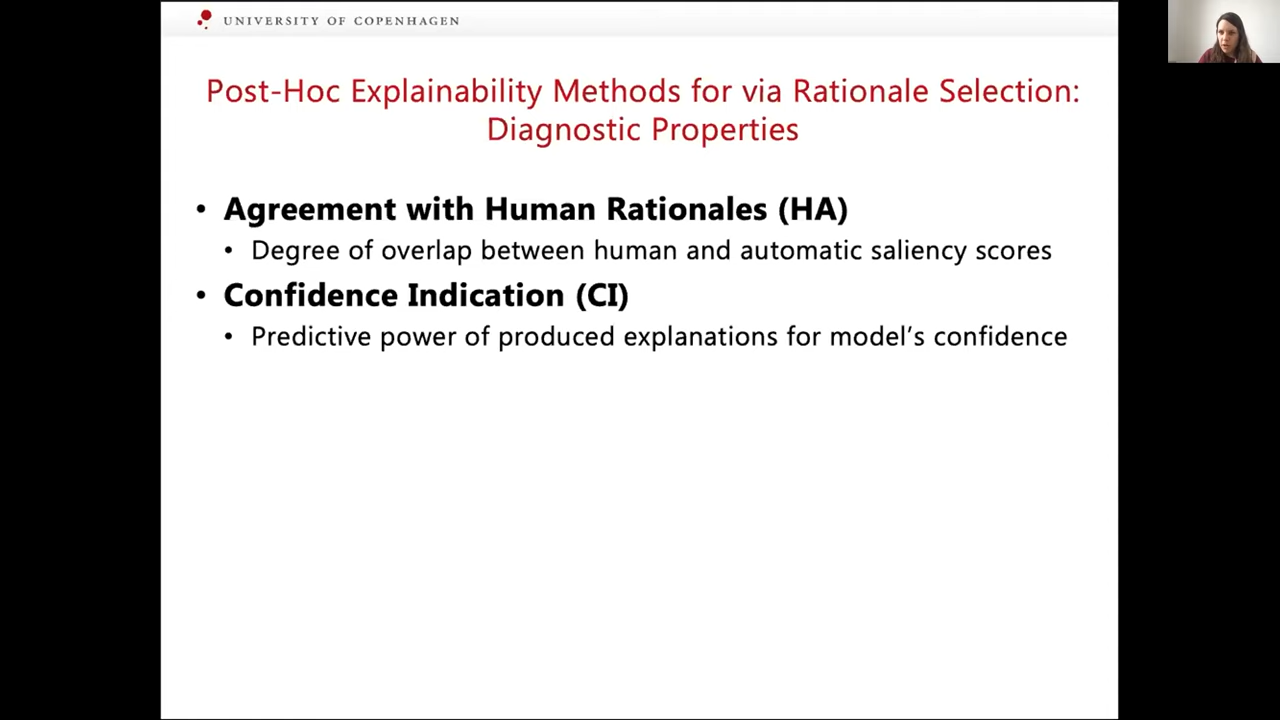 UNIVERSITY OF COPENHAGEN
Post-Hoc Explainability Methods for via Rationale Selection:
Diagnostic Properties
• Agreement with Human Rationales (HA)
• Degree of overlap between human and automatic saliency scores
• Confidence Indication (CI)
• Predictive power of produced explanations for model's confidence